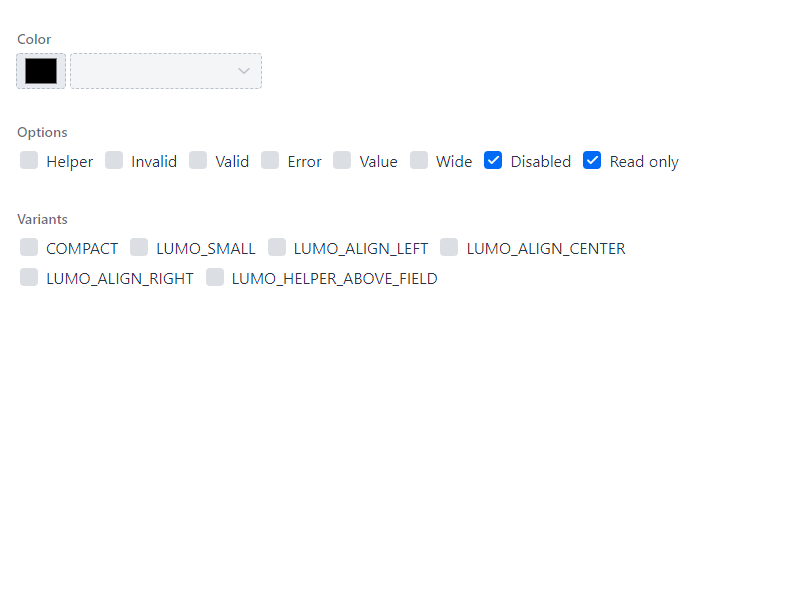 Color
Options
Helper Invalid Valid Error Value Wide Disabled Read only
Variants
COMPACT LUMO_SMALL LUMO_ALIGN_LEFT LUMO_ALIGN_CENTER
LUMO_ALIGN_RIGHT LUMO_HELPER_ABOVE_FIELD